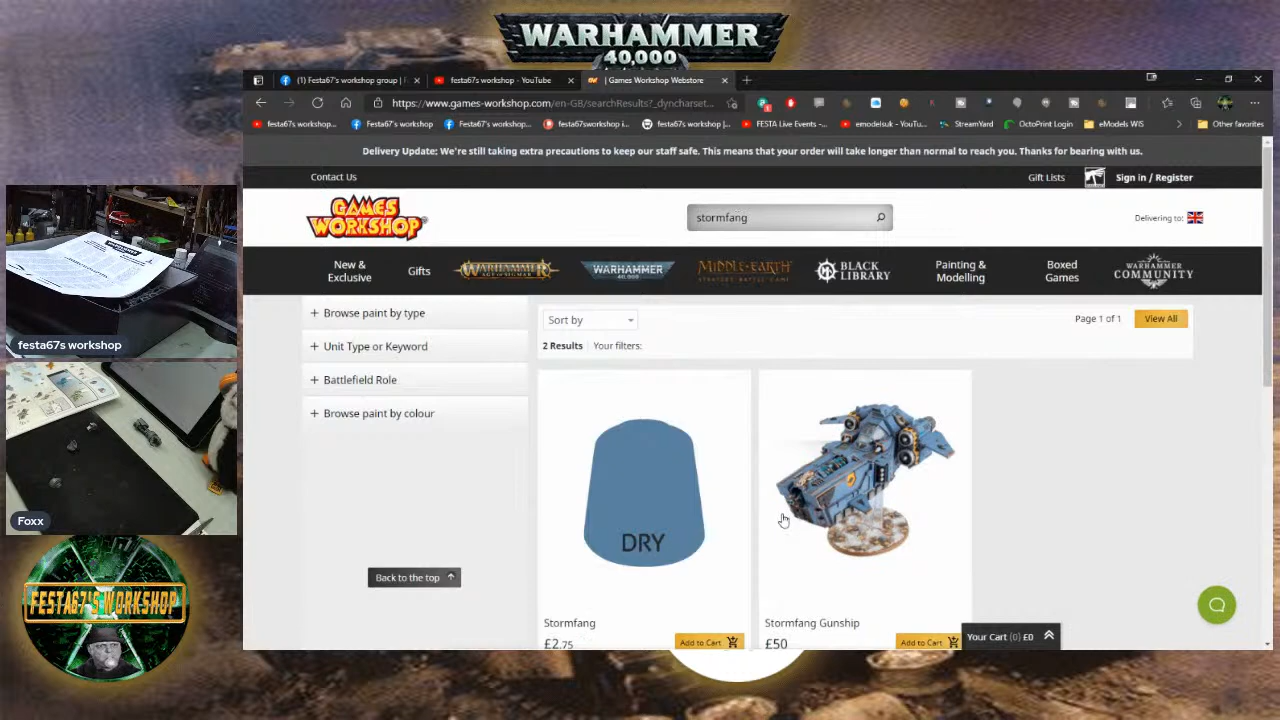 WARHAMMER
40,000
(1) Festa67's workshop group |
festa67s workshop - YouTube
| Games Workshop Webstore
https://www.games-workshop.com/en-GB/searchResults?_dyncharset...
festa67s workshop...
Festa67's workshop
Festa67's workshop...
festa67sworkshop i...
festa67s workshop |...
FESTA Live Events -...
emodelsuk - YouTu...
StreamYard
OctoPrint Login
eModels WIS
Other favorites
Delivery Update: We're still taking extra precautions to keep our staff safe. This means that your order will take longer than normal to reach you. Thanks for bearing with us.
Contact Us
Gift Lists
Sign in / Register
GAMES
WORKSHOP
stormfang
Delivering to:
New &
Exclusive
Gifts
WARHAMMER
WARHAMMER
40,000
MIDDLE-EARTH
STRATEGY BATTLE GAME
BLACK
LIBRARY
Painting &
Modelling
Boxed
Games
WARHAMMER
COMMUNITY
+ Browse paint by type
+ Unit Type or Keyword
+ Battlefield Role
+ Browse paint by colour
Back to the top
Sort by
Page 1 of 1
View All
2 Results
Your filters:
DRY
Stormfang
£2.75
Add to Cart
Stormfang Gunship
£50
Add to Cart
Your Cart (0) £0
festa67s workshop
Foxx
FESTA67'S WORKSHOP